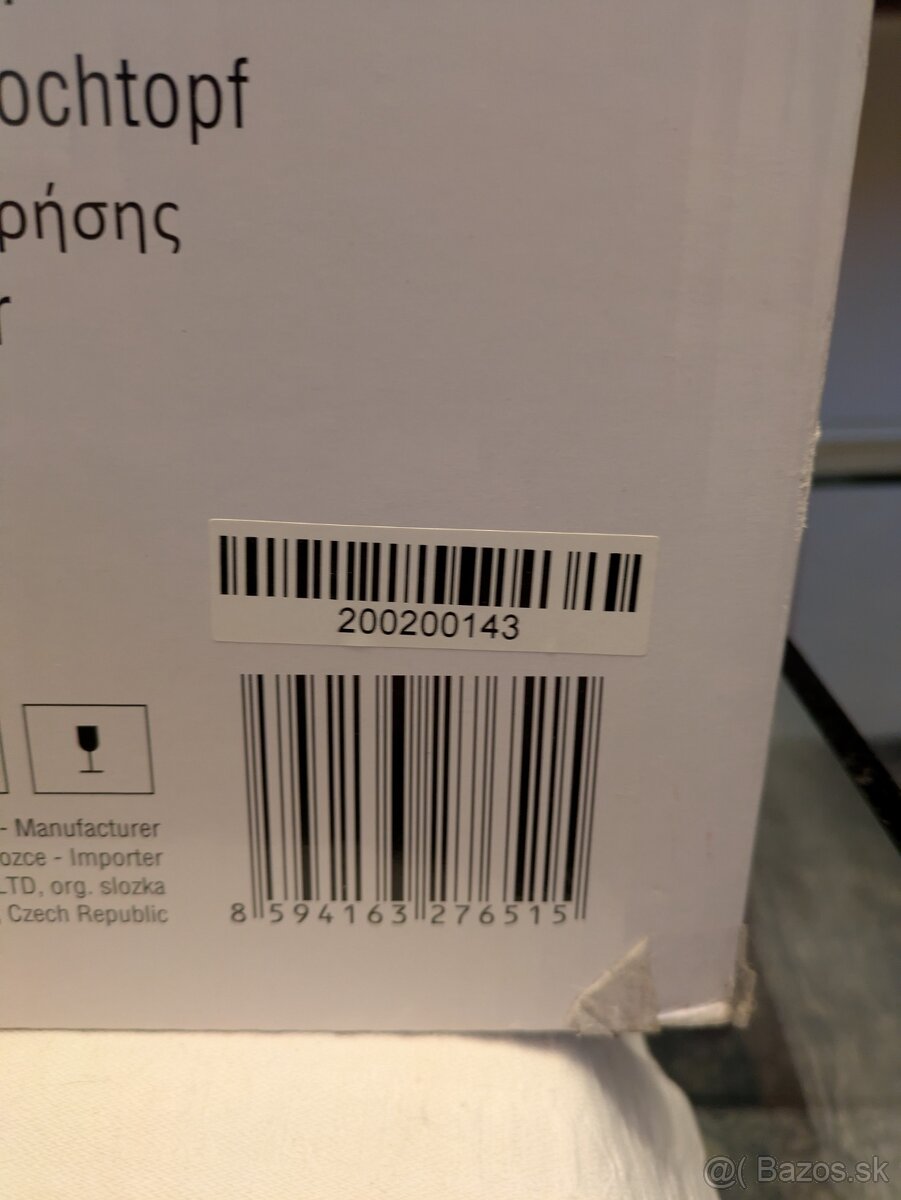 ochtopf
ρήσης
r
200200143
8 594163 276515
- Manufacturer
ozce - Importer
LTD, org. slozka
, Czech Republic
@( Bazos.sk